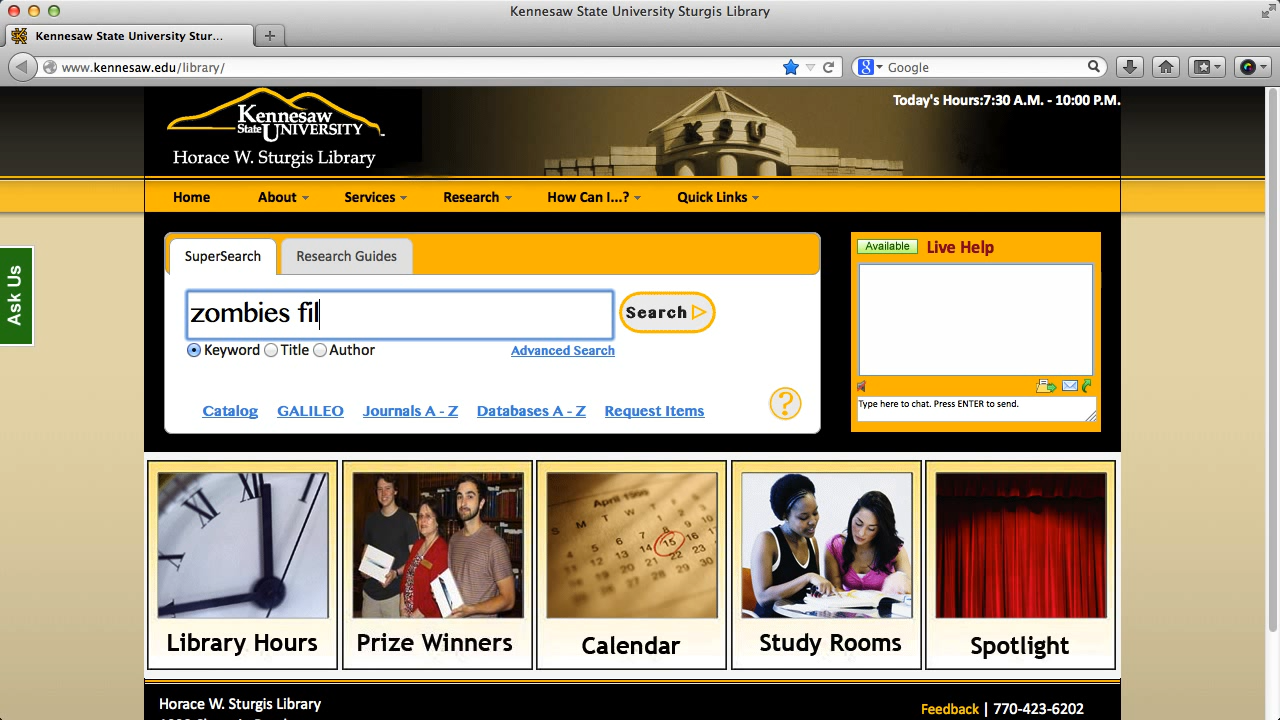 Kennesaw State University Sturgis Library
Kennesaw State University Stur...
www.kennesaw.edu/library/
Google
Kennesaw
State UNIVERSITY
Horace W. Sturgis Library
KSU
Today's Hours:7:30 A.M. - 10:00 P.M.
Home About Services Research How Can I...? Quick Links
Ask Us
SuperSearch Research Guides
Available Live Help
zombies fil
Search
Keyword Title Author Advanced Search
Catalog GALILEO Journals A - Z Databases A - Z Request Items
?
Type here to chat. Press ENTER to send.
April 1999
S M T W T F S
Library Hours
Prize Winners
Calendar
Study Rooms
Spotlight
Horace W. Sturgis Library
Feedback | 770-423-6202